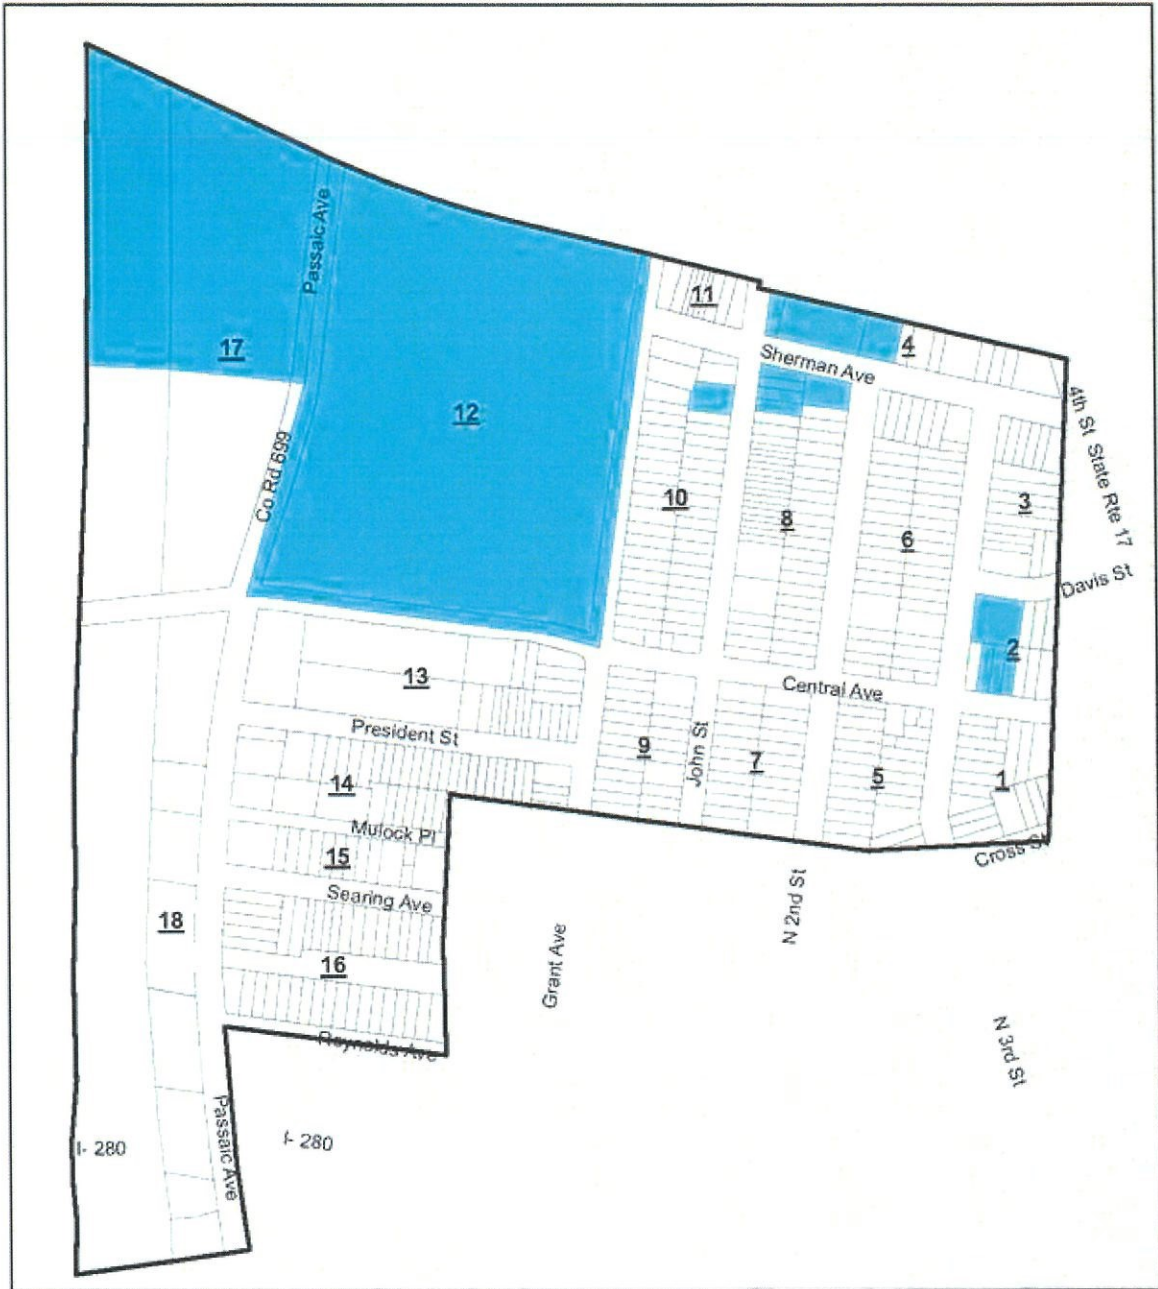 11
Passaic Ave
4
Sherman Ave
17
12
4th St State Rte 17
Co Rd 699
10
8
6
3
Davis St
2
13
Central Ave
President St
9
John St
7
5
1
14
Mulock Pl
15
Cross St
Searing Ave
18
N 2nd St
16
Grant Ave
Reynolds Ave
N 3rd St
Passaic Ave
I- 280
I- 280